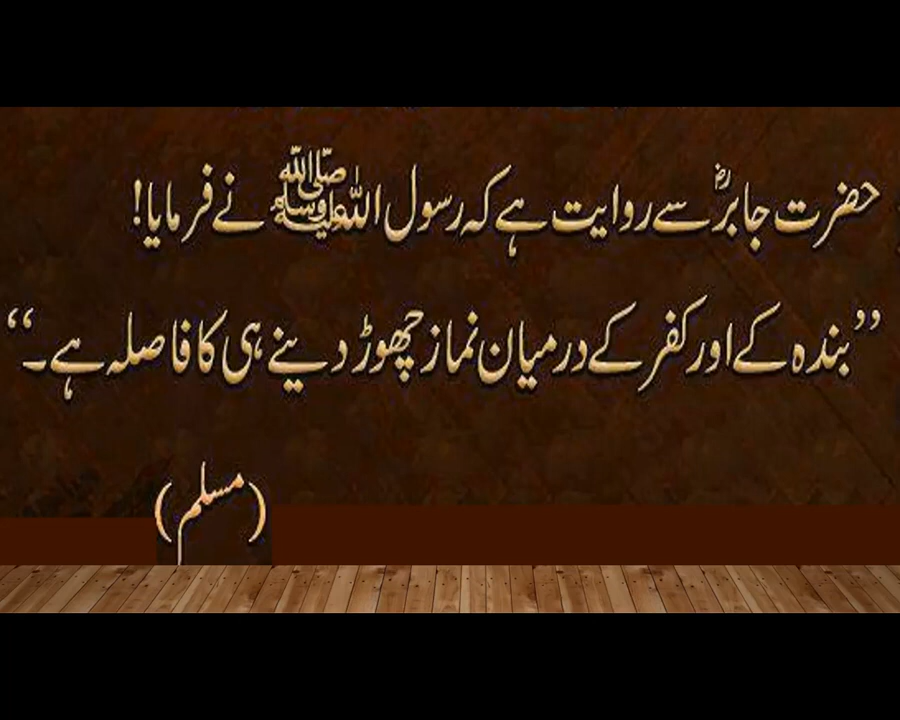 حضرت جابرؓ سے روایت ہے کہ رسول اللہ ﷺ نے فرمایا!
”بندہ کے اور کفر کے درمیان نماز چھوڑ دینے ہی کا فاصلہ ہے۔“
(مسلم)